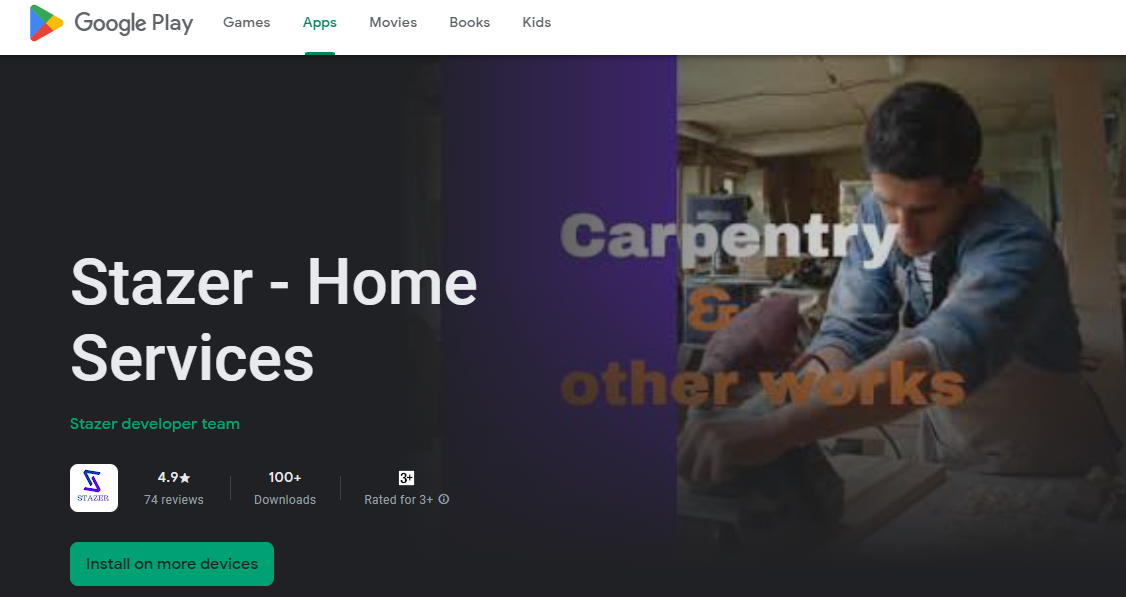 Google Play
Games
Apps
Movies
Books
Kids
Carpentry
&
other works
Stazer - Home
Services
Stazer developer team
STAZER
4.9★
74 reviews
100+
Downloads
3+
Rated for 3+
Install on more devices